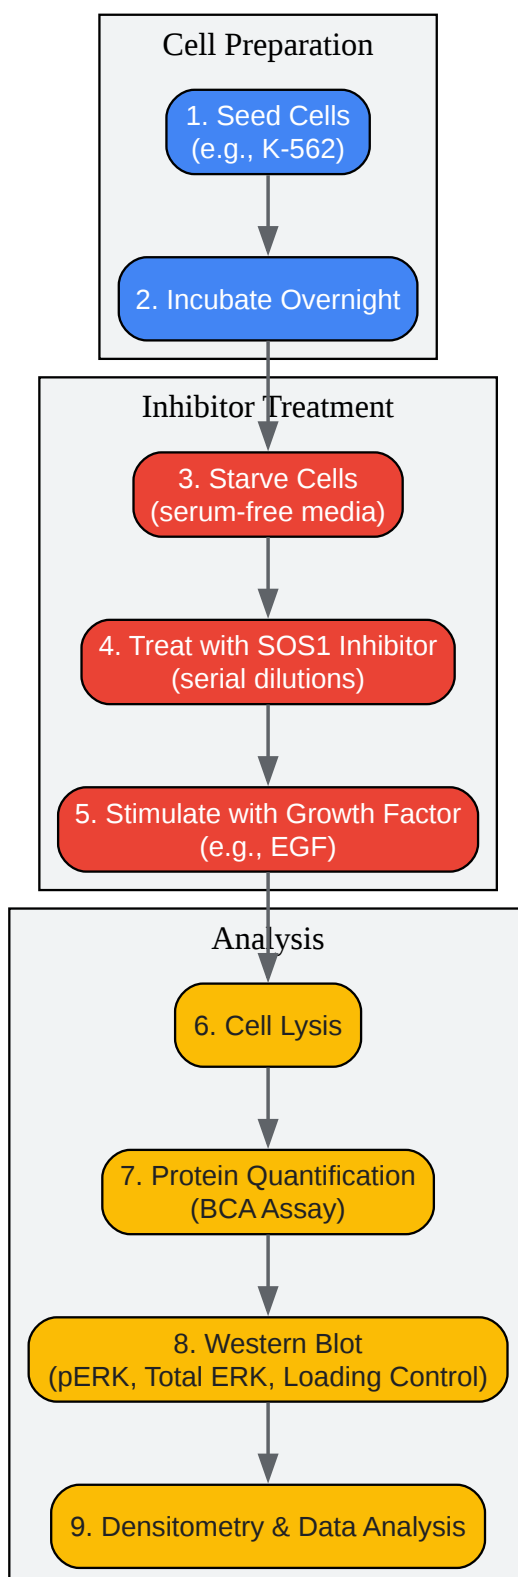 Cell Preparation
1. Seed Cells
(e.g., K-562)
2. Incubate Overnight
Inhibitor Treatment
3. Starve Cells
(serum-free media)
4. Treat with SOS1 Inhibitor
(serial dilutions)
5. Stimulate with Growth Factor
(e.g., EGF)
Analysis
6. Cell Lysis
7. Protein Quantification
(BCA Assay)
8. Western Blot
(pERK, Total ERK, Loading Control)
9. Densitometry & Data Analysis